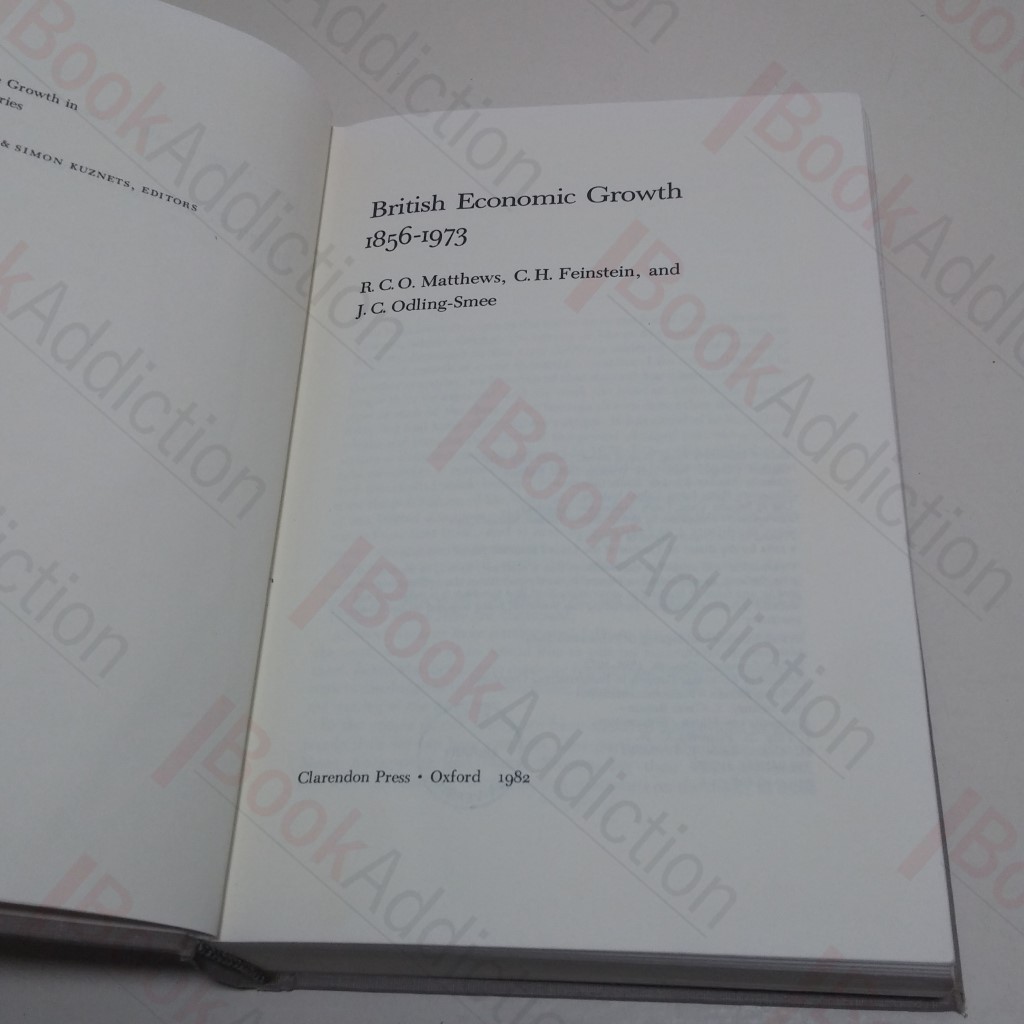 Growth in
ries
& SIMON KUZNETS, EDITORS
British Economic Growth
1856-1973
R. C. O. Matthews, C. H. Feinstein, and
J. C. Odling-Smee
Clarendon Press • Oxford 1982
BookAddiction